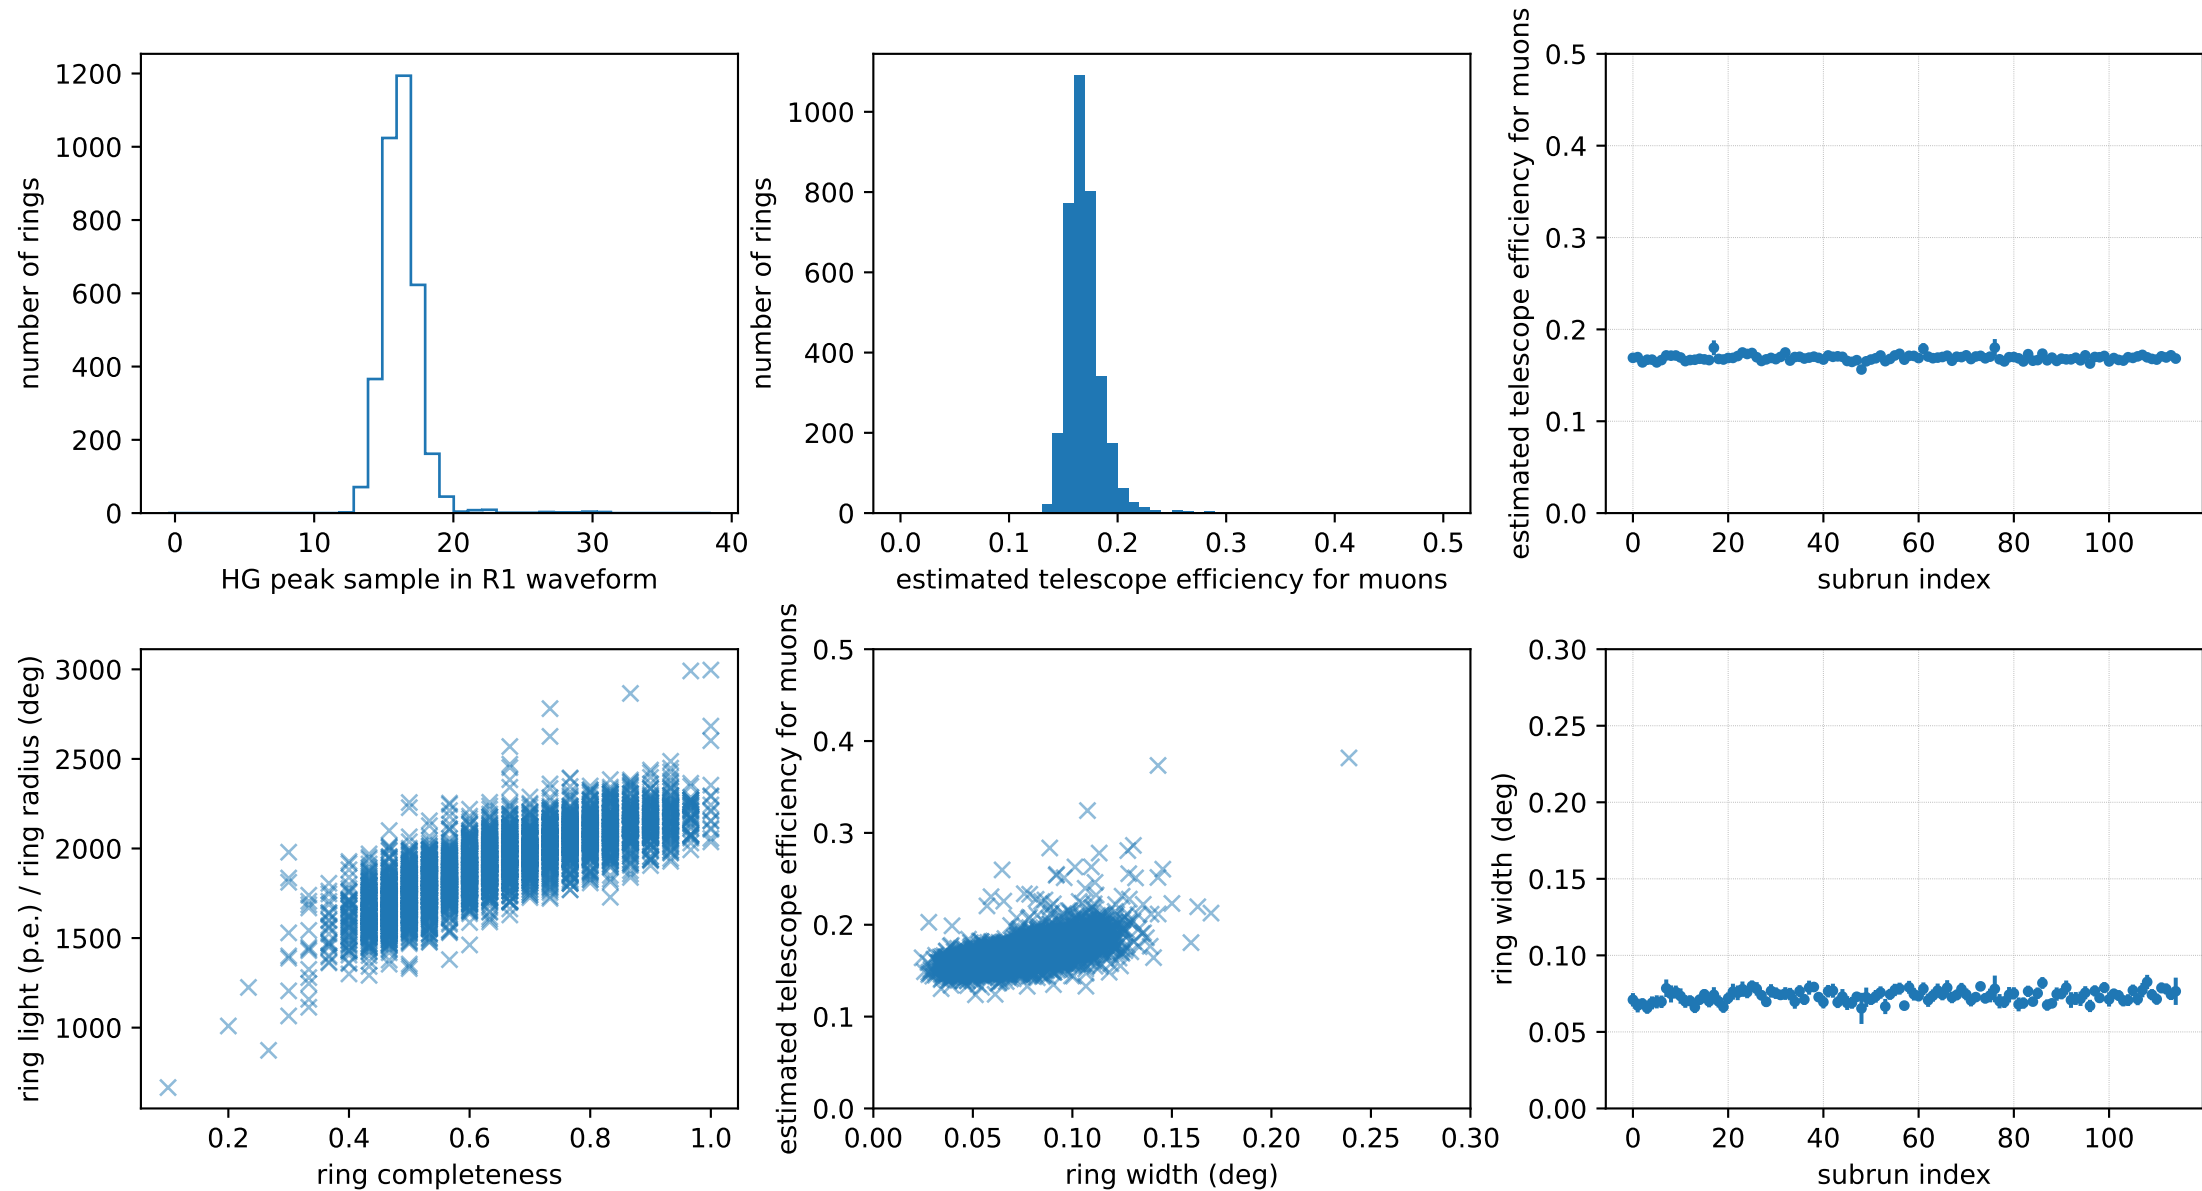 1200
1000
800
600
400
200
0
number of rings
0 10 20 30 40
HG peak sample in R1 waveform
1000
800
600
400
200
0
number of rings
0.0 0.1 0.2 0.3 0.4 0.5
estimated telescope efficiency for muons
0.5
0.4
0.3
0.2
0.1
0.0
estimated telescope efficiency for muons
0 20 40 60 80 100
subrun index
3000
2500
2000
1500
1000
ring light (p.e.) / ring radius (deg)
0.2 0.4 0.6 0.8 1.0
ring completeness
0.5
0.4
0.3
0.2
0.1
0.0
estimated telescope efficiency for muons
0.00 0.05 0.10 0.15 0.20 0.25 0.30
ring width (deg)
0.30
0.25
0.20
0.15
0.10
0.05
0.00
ring width (deg)
0 20 40 60 80 100
subrun index